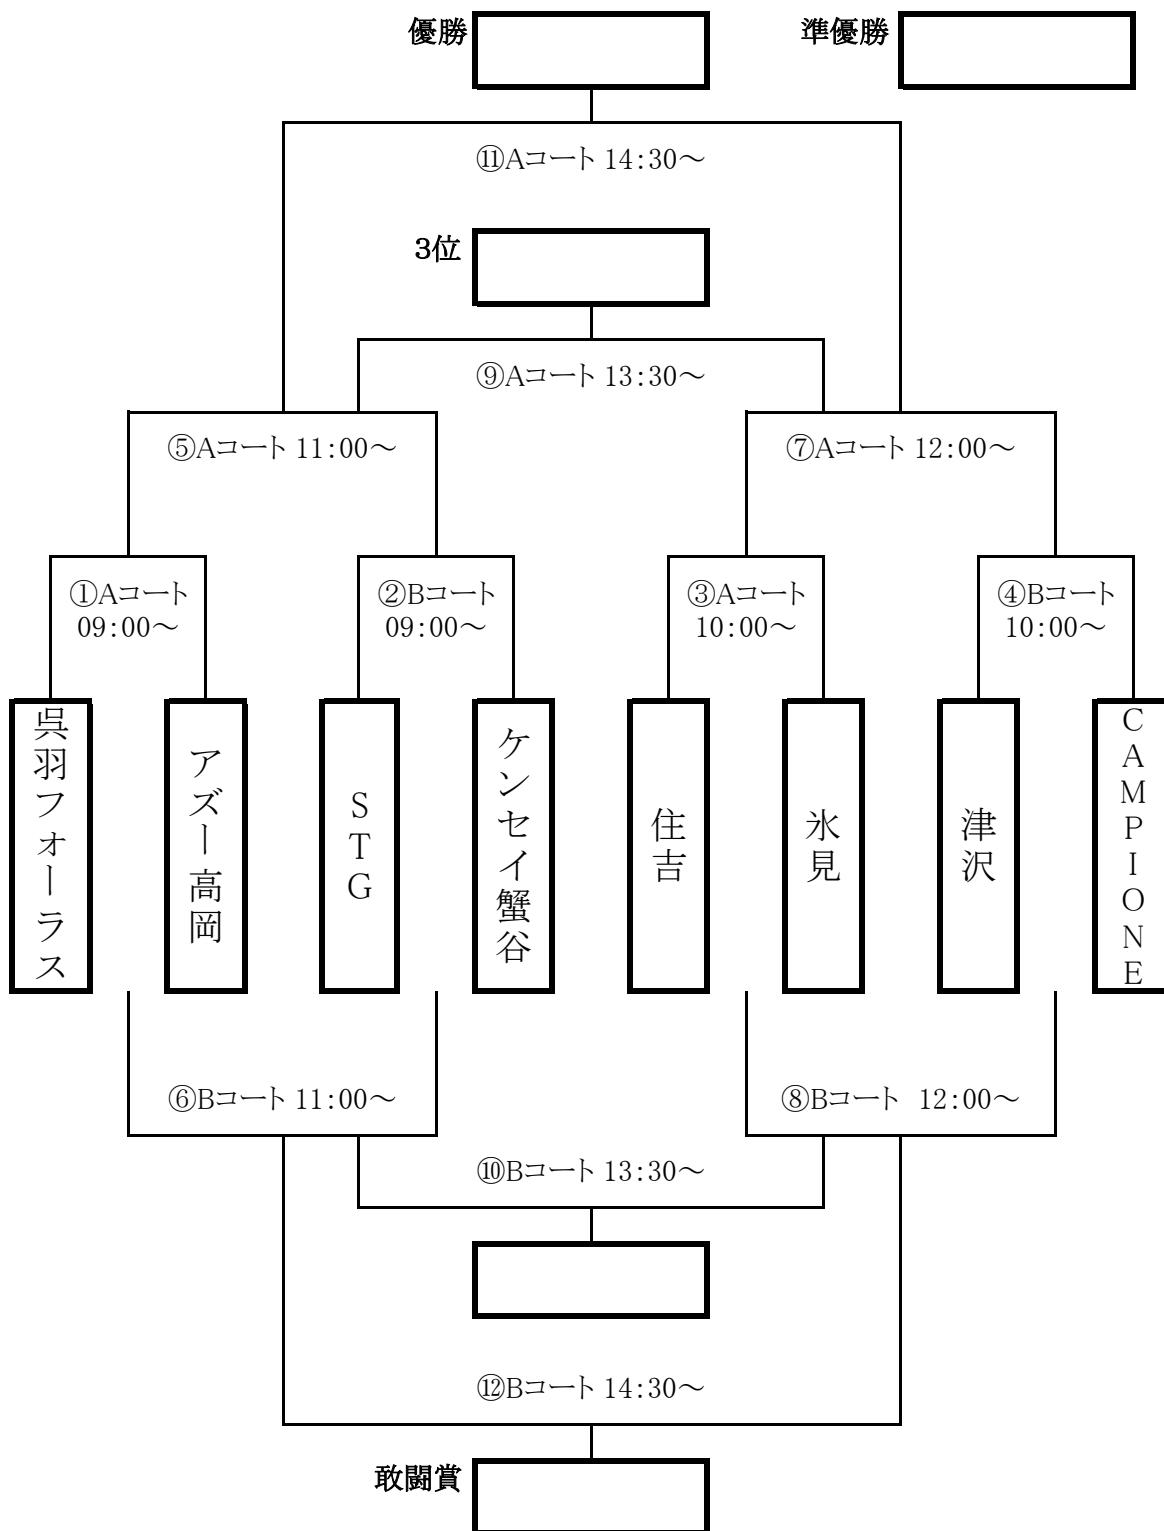 優勝
準優勝
⑪Aコート 14:30～
3位
⑨Aコート 13:30～
⑤Aコート 11:00～
⑦Aコート 12:00～
①Aコート
09:00～
②Bコート
09:00～
③Aコート
10:00～
④Bコート
10:00～
呉羽フォーラス
アズー高岡
STG
ケンセイ蟹谷
住吉
氷見
津沢
CAMPIONE
⑥Bコート 11:00～
⑧Bコート 12:00～
⑩Bコート 13:30～
⑫Bコート 14:30～
敢闘賞